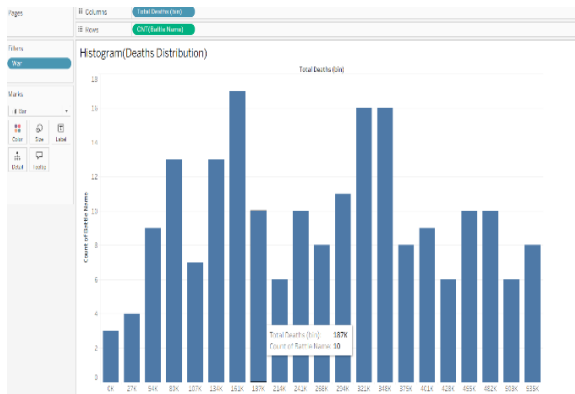 Pages
Columns
Total Deaths (bin)
Rows
CNT(Battle Name)
Filters
War
Histogram(Deaths Distribution)
Marks
Bar
Color
Size
Label
Detail
Tooltip
Total Deaths (bin)
Count of Battle Name
18
16
14
12
10
8
6
4
2
0
Total Deaths (bin): 187K
Count of Battle Name: 10
0K 27K 54K 80K 107K 134K 161K 187K 214K 241K 268K 294K 321K 348K 375K 401K 428K 455K 482K 508K 535K